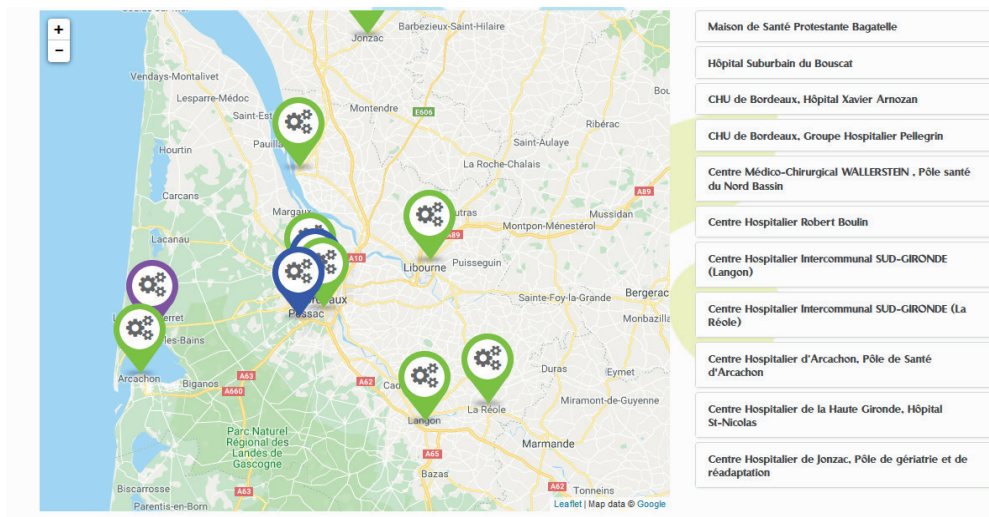 +
−
Jonzac
Barbezieux-Saint-Hilaire
Vendays-Montalivet
Lesparre-Médoc
Montendre
E606
Saint-Est
Ribérac
Pauilla
Hourtin
Saint-Aulaye
La Roche-Chalais
Carcans
A89
Margaux
utras
Mussidan
Montpon-Ménestérol
A89
Lacanau
A10
Libourne
Puisseguin
Bergerac
Sainte-Foy-la-Grande
Pessac
Monbazilla
les-Bains
Arcachon
Biganos
A63
A660
A62
Duras
Eymet
Miramont-de-Guyenne
La Réole
Langon
Parc Naturel
Régional des
Landes de
Gascogne
Marmande
A65
Bazas
Biscarrosse
A63
A62
Tonneins
Parentis-en-Born
Leaflet | Map data © Google
Maison de Santé Protestante Bagatelle
Hôpital Suburbain du Bouscat
CHU de Bordeaux, Hôpital Xavier Arnozan
CHU de Bordeaux, Groupe Hospitalier Pellegrin
Centre Médico-Chirurgical WALLERSTEIN , Pôle santé
du Nord Bassin
Centre Hospitalier Robert Boulin
Centre Hospitalier Intercommunal SUD-GIRONDE
(Langon)
Centre Hospitalier Intercommunal SUD-GIRONDE (La
Réole)
Centre Hospitalier d'Arcachon, Pôle de Santé
d'Arcachon
Centre Hospitalier de la Haute Gironde, Hôpital
St-Nicolas
Centre Hospitalier de Jonzac, Pôle de gériatrie et de
réadaptation